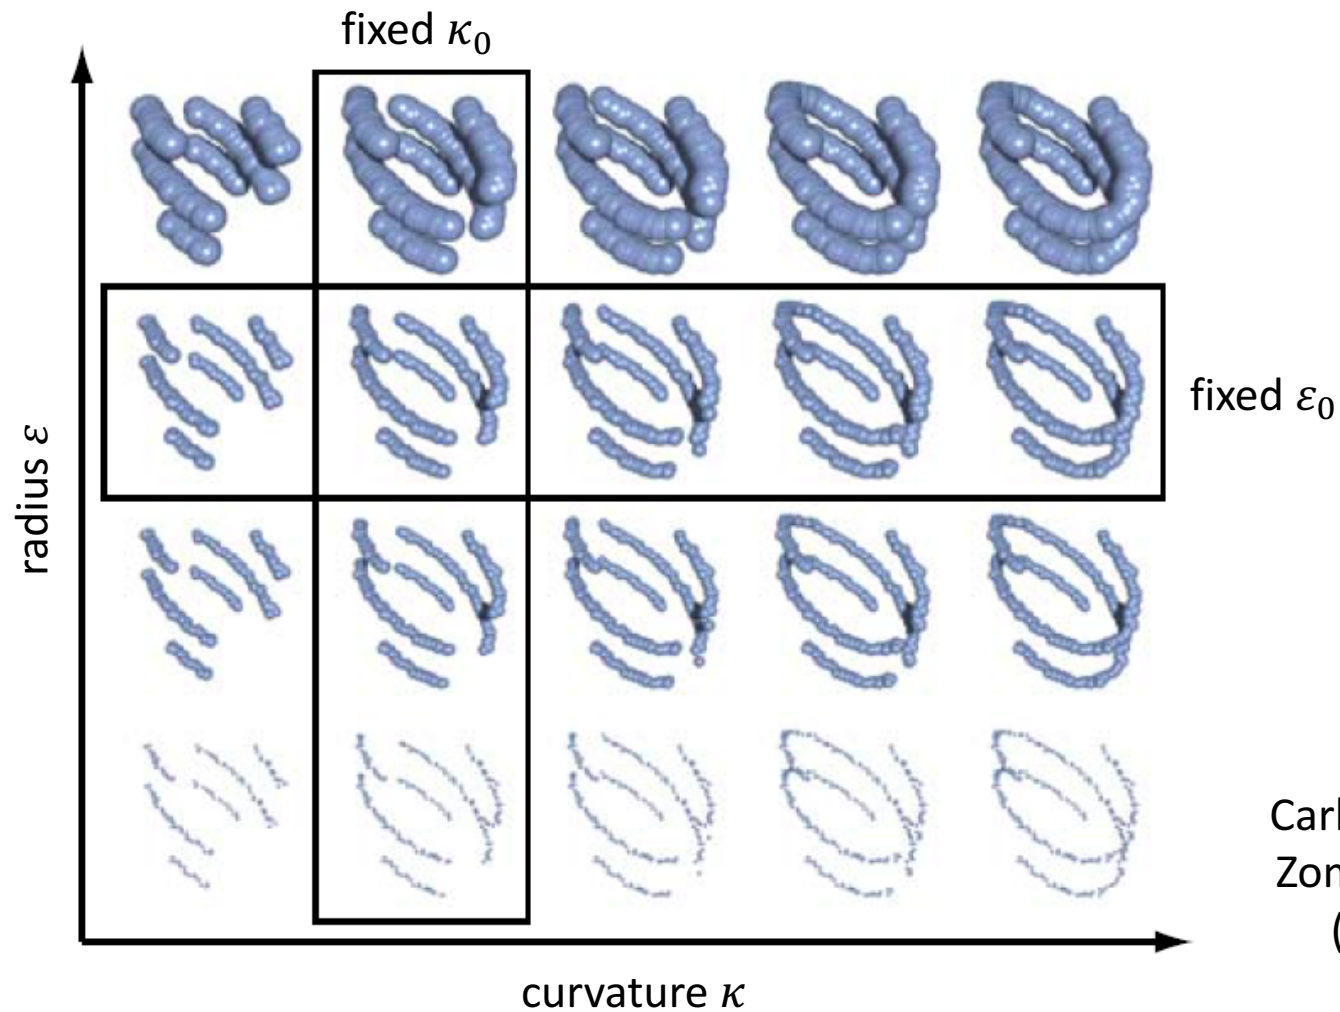 fixed κ₀
fixed ε₀
radius ε
curvature κ